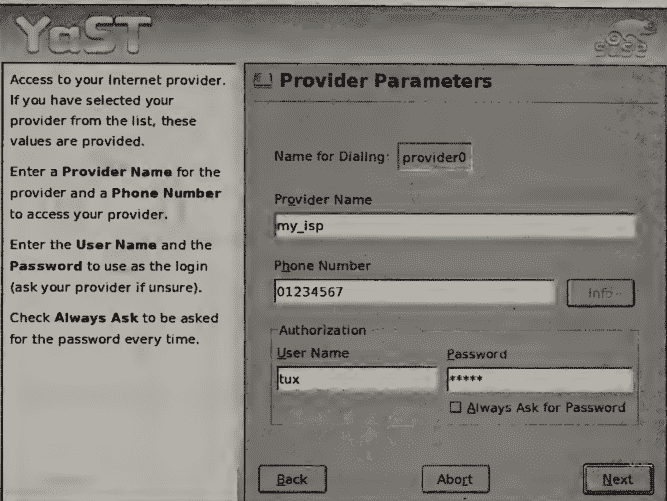 YaST
SuSE
Access to your Internet provider.
If you have selected your
provider from the list, these
values are provided.
Enter a Provider Name for the
provider and a Phone Number
to access your provider.
Enter the User Name and the
Password to use as the login
(ask your provider if unsure).
Check Always Ask to be asked
for the password every time.
Provider Parameters
Name for Dialing: provider0
Provider Name
my_isp
Phone Number
01234567
Info
Authorization
User Name
Password
tux
*****
Always Ask for Password
Back
Abort
Next